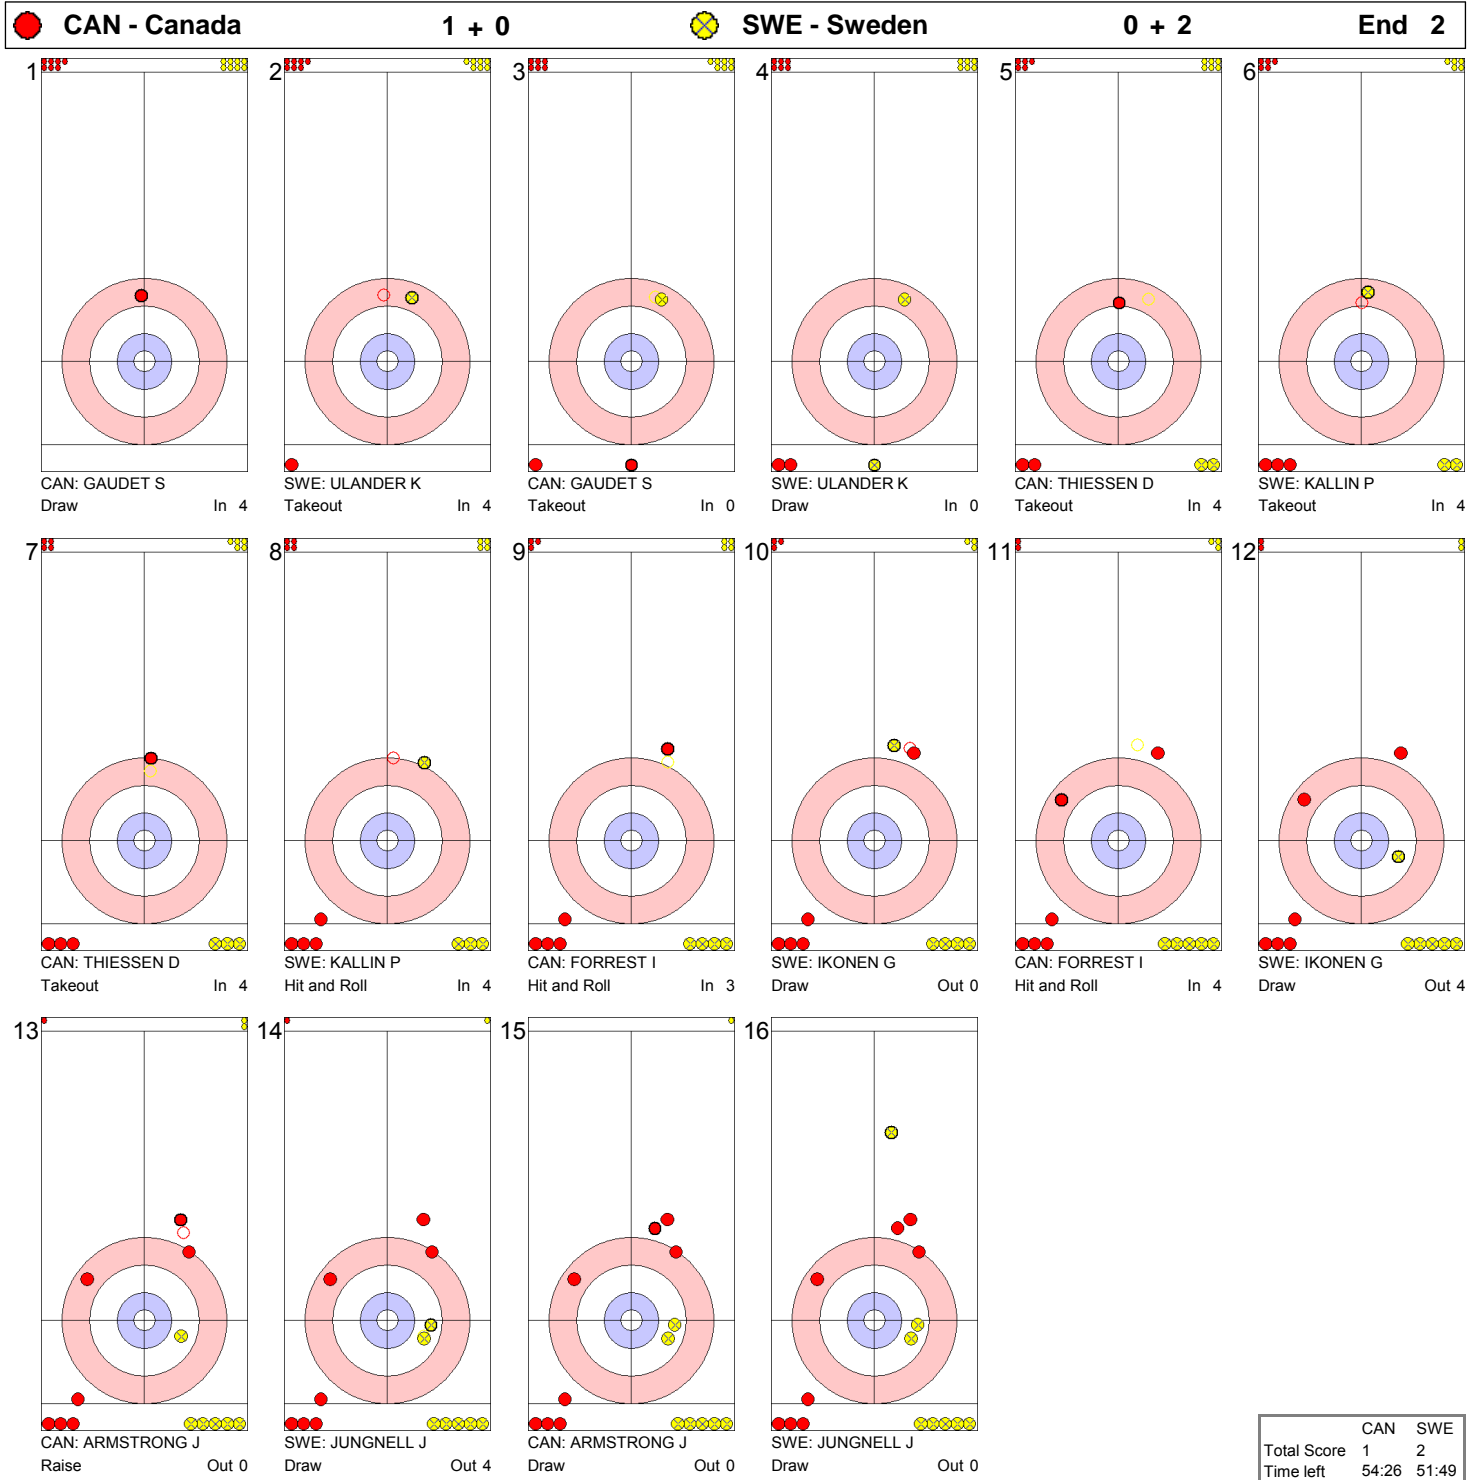 CAN - Canada 1 + 0 SWE - Sweden 0 + 2 End 2
1 2 3 4 5 6
CAN: GAUDET S SWE: ULANDER K CAN: GAUDET S SWE: ULANDER K CAN: THIESSEN D SWE: KALLIN P
Draw In 4 Takeout In 4 Takeout In 0 Draw In 0 Takeout In 4 Takeout In 4
7 8 9 10 11 12
CAN: THIESSEN D SWE: KALLIN P CAN: FORREST I SWE: IKONEN G CAN: FORREST I SWE: IKONEN G
Takeout In 4 Hit and Roll In 4 Hit and Roll In 3 Draw Out 0 Hit and Roll In 4 Draw Out 4
13 14 15 16
CAN: ARMSTRONG J SWE: JUNGNELL J CAN: ARMSTRONG J SWE: JUNGNELL J
Raise Out 0 Draw Out 4 Draw Out 0 Draw Out 0
CAN SWE
Total Score 1 2
Time left 54:26 51:49